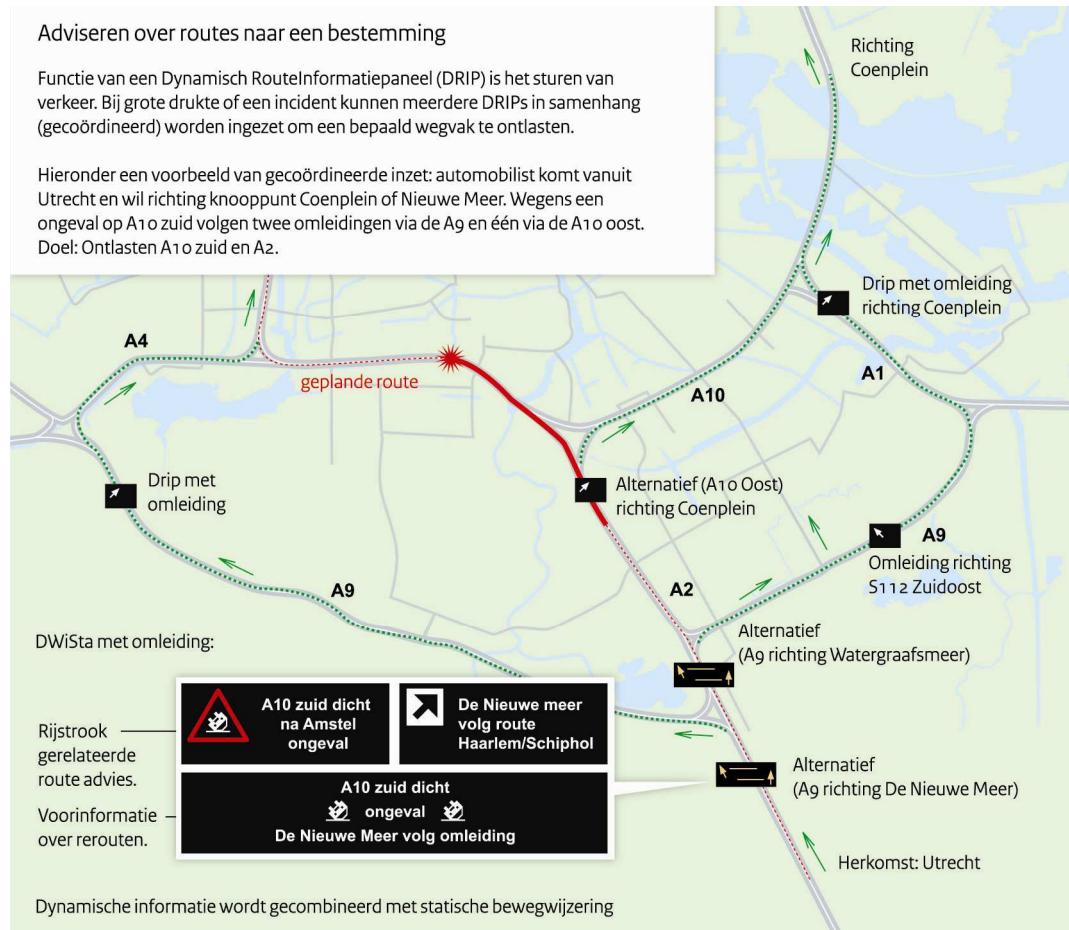 Adviseren over routes naar een bestemming
Functie van een Dynamisch RouteInformatiepaneel (DRIP) is het sturen van
verkeer. Bij grote drukte of een incident kunnen meerdere DRIPs in samenhang
(gecoördineerd) worden ingezet om een bepaald wegvak te ontlasten.
Hieronder een voorbeeld van gecoördineerde inzet: automobilist komt vanuit
Utrecht en wil richting knooppunt Coenplein of Nieuwe Meer. Wegens een
ongeval op A10 zuid volgen twee omleidingen via de A9 en één via de A10 oost.
Doel: Ontlasten A10 zuid en A2.
Richting
Coenplein
Drip met omleiding
richting Coenplein
A4
geplande route
A1
A10
Drip met
omleiding
Alternatief (A10 Oost)
richting Coenplein
A9
Omleiding richting
S112 Zuidoost
A9
A2
Alternatief
(A9 richting Watergraafsmeer)
DWiSta met omleiding:
Rijstrook
gerelateerde
route advies.
A10 zuid dicht
na Amstel
ongeval
De Nieuwe meer
volg route
Haarlem/Schiphol
Voorinformatie
over rerouten.
A10 zuid dicht
ongeval
De Nieuwe Meer volg omleiding
Alternatief
(A9 richting De Nieuwe Meer)
Herkomst: Utrecht
Dynamische informatie wordt gecombineerd met statische bewegwijzering